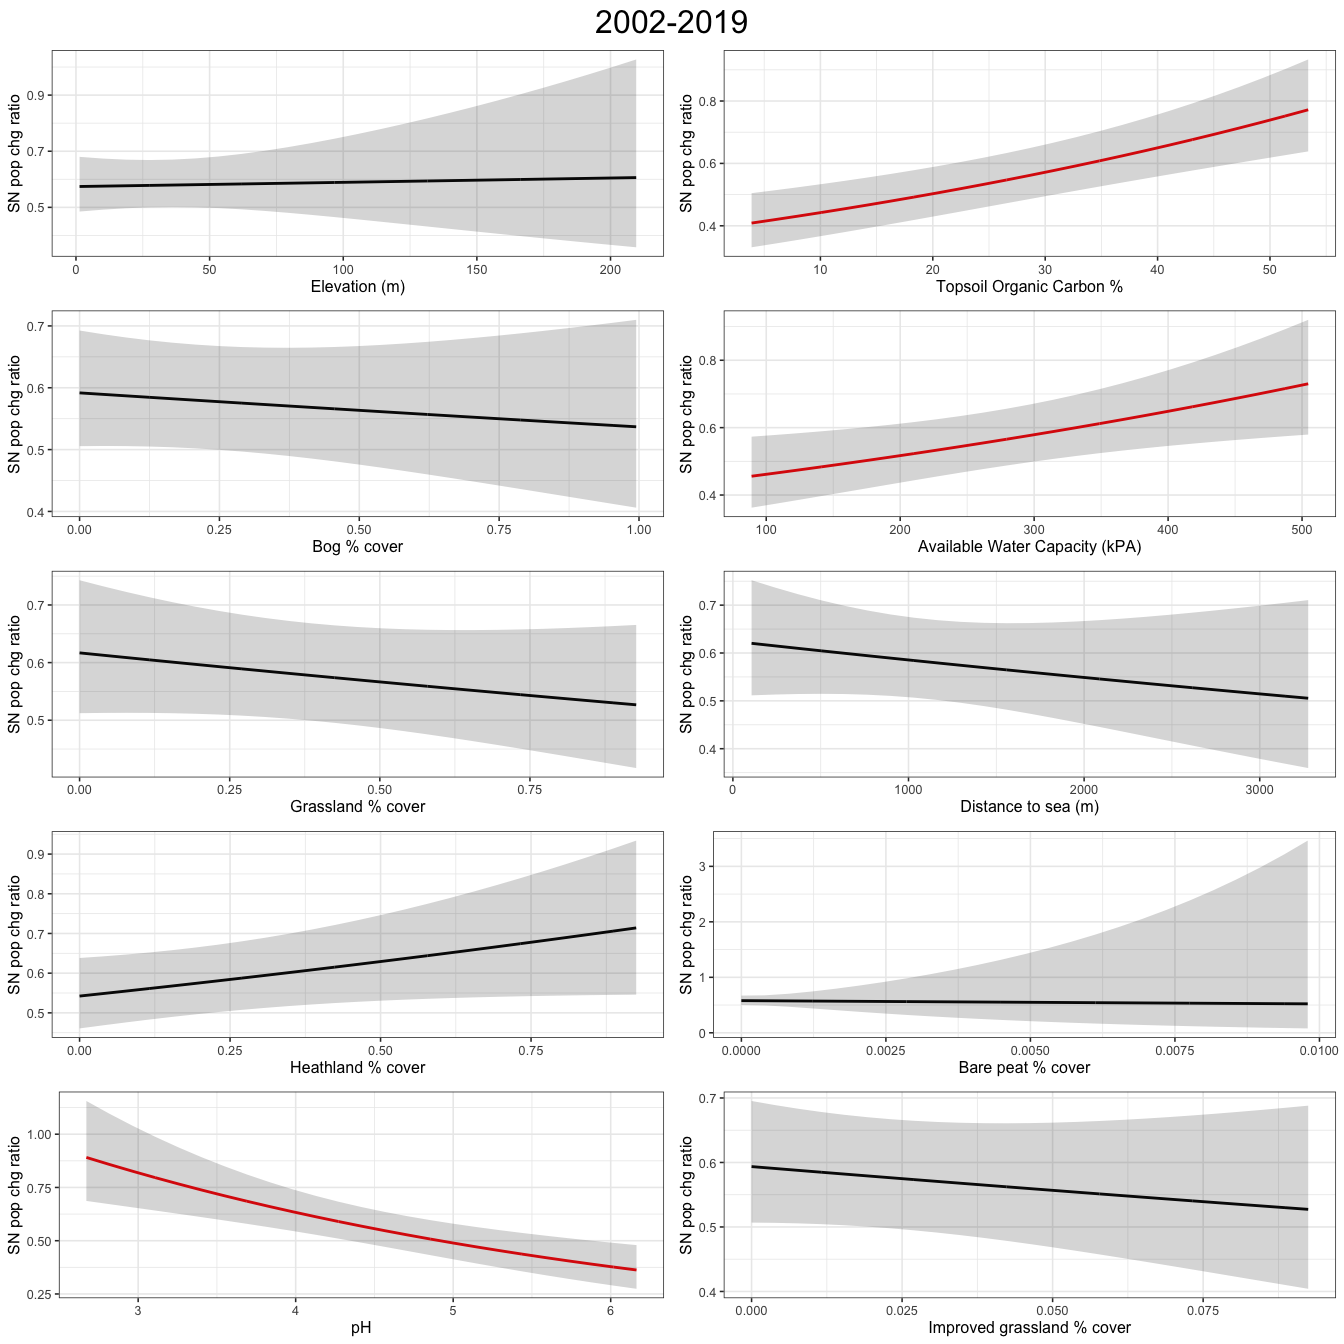 2002-2019
SN pop chg ratio
0.9
0.7
0.5
0 50 100 150 200
Elevation (m)
SN pop chg ratio
0.8
0.6
0.4
10 20 30 40 50
Topsoil Organic Carbon %
SN pop chg ratio
0.7
0.6
0.5
0.4
0.00 0.25 0.50 0.75 1.00
Bog % cover
SN pop chg ratio
0.8
0.6
0.4
100 200 300 400 500
Available Water Capacity (kPA)
SN pop chg ratio
0.7
0.6
0.5
0.00 0.25 0.50 0.75
Grassland % cover
SN pop chg ratio
0.7
0.6
0.5
0.4
0 1000 2000 3000
Distance to sea (m)
SN pop chg ratio
0.9
0.8
0.7
0.6
0.5
0.00 0.25 0.50 0.75
Heathland % cover
SN pop chg ratio
3
2
1
0
0.0000 0.0025 0.0050 0.0075 0.0100
Bare peat % cover
SN pop chg ratio
1.00
0.75
0.50
0.25
3 4 5 6
pH
SN pop chg ratio
0.7
0.6
0.5
0.4
0.000 0.025 0.050 0.075
Improved grassland % cover